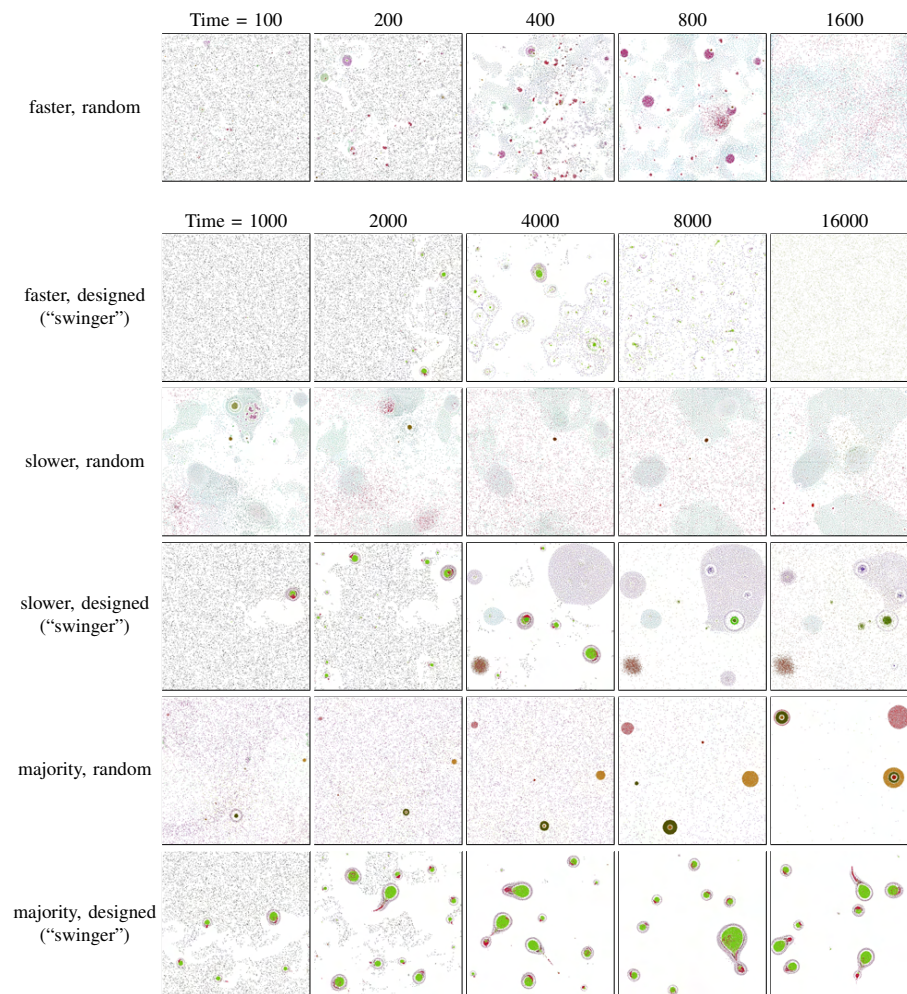 Time = 100 200 400 800 1600
faster, random
Time = 1000 2000 4000 8000 16000
faster, designed
(“swinger”)
slower, random
slower, designed
(“swinger”)
majority, random
majority, designed
(“swinger”)